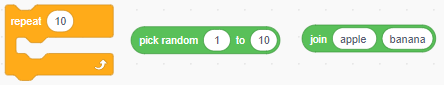 repeat 10
pick random 1 to 10
join apple banana